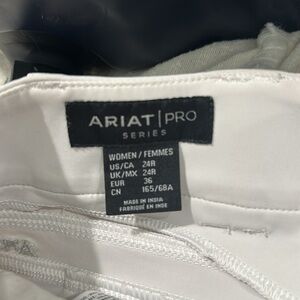 ARIAT | PRO
SERIES
WOMEN / FEMMES
US/CA 24R
UK/MX 24R
EUR 36
CN 165/68A
MADE IN INDIA
FABRIQUÉ EN INDE